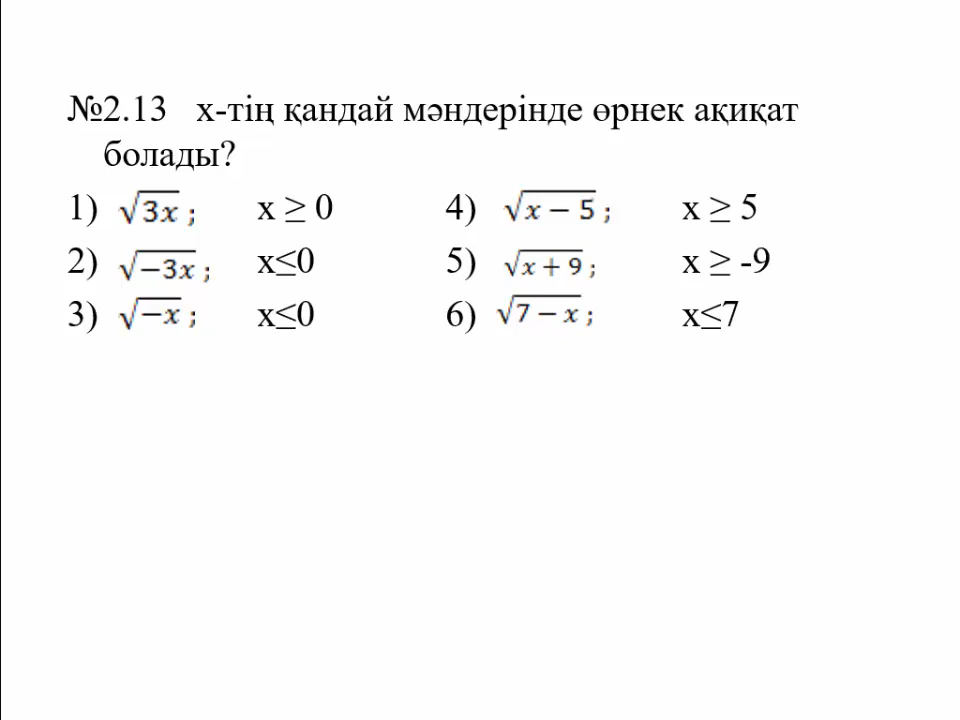 №2.13 х-тің қандай мәндерінде өрнек ақиқат
болады?
1) √3x ; x ≥ 0 4) √x − 5 ; x ≥ 5
2) √−3x ; x≤0 5) √x + 9 ; x ≥ -9
3) √−x ; x≤0 6) √7 − x ; x≤7